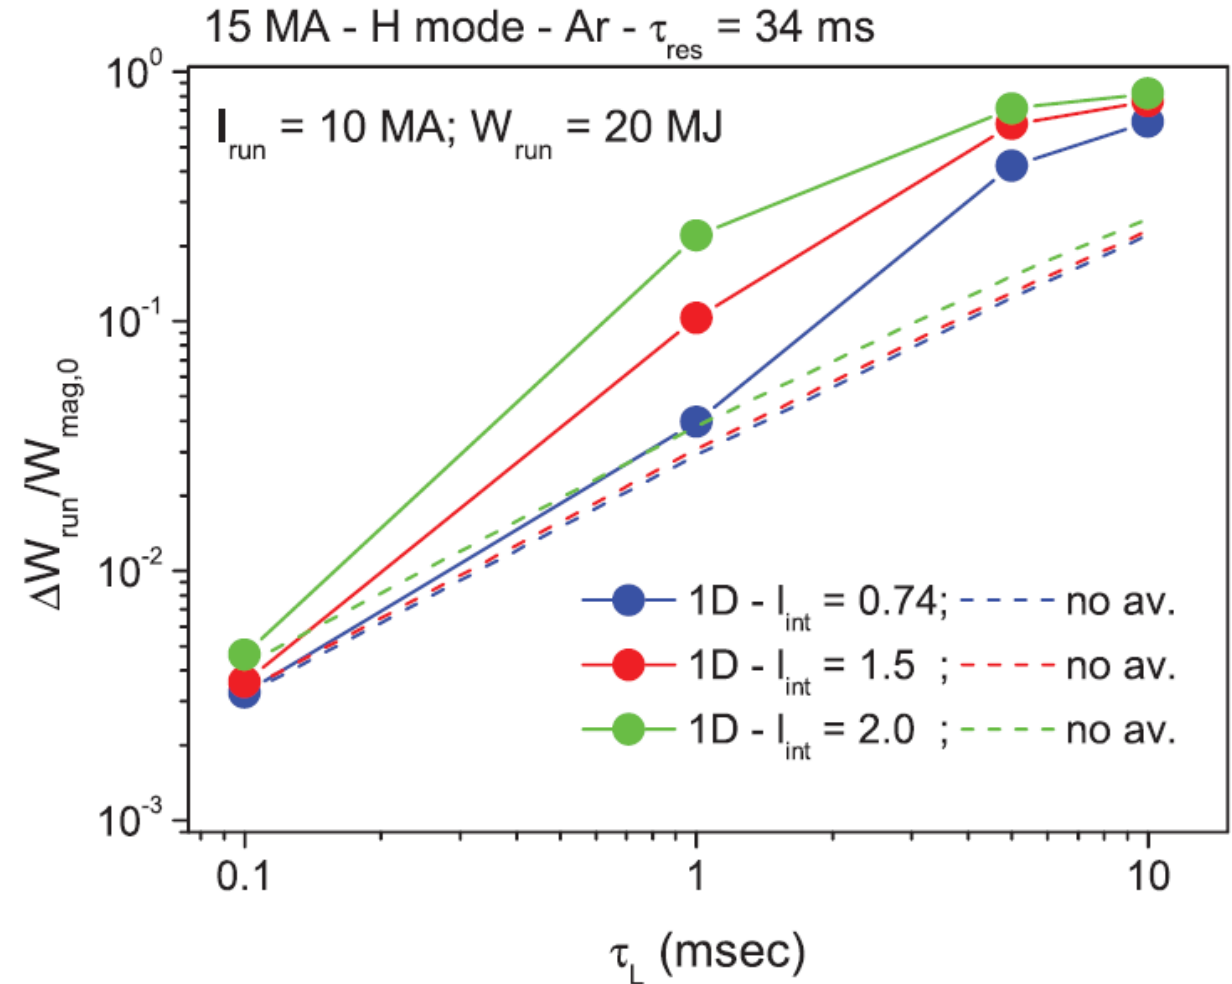 15 MA - H mode - Ar - τres = 34 ms
10^0
Irun = 10 MA; Wrun = 20 MJ
10^-1
ΔWrun/Wmag,0
10^-2
1D - lint = 0.74; no av.
1D - lint = 1.5 ; no av.
1D - lint = 2.0 ; no av.
10^-3
0.1 1 10
τL (msec)